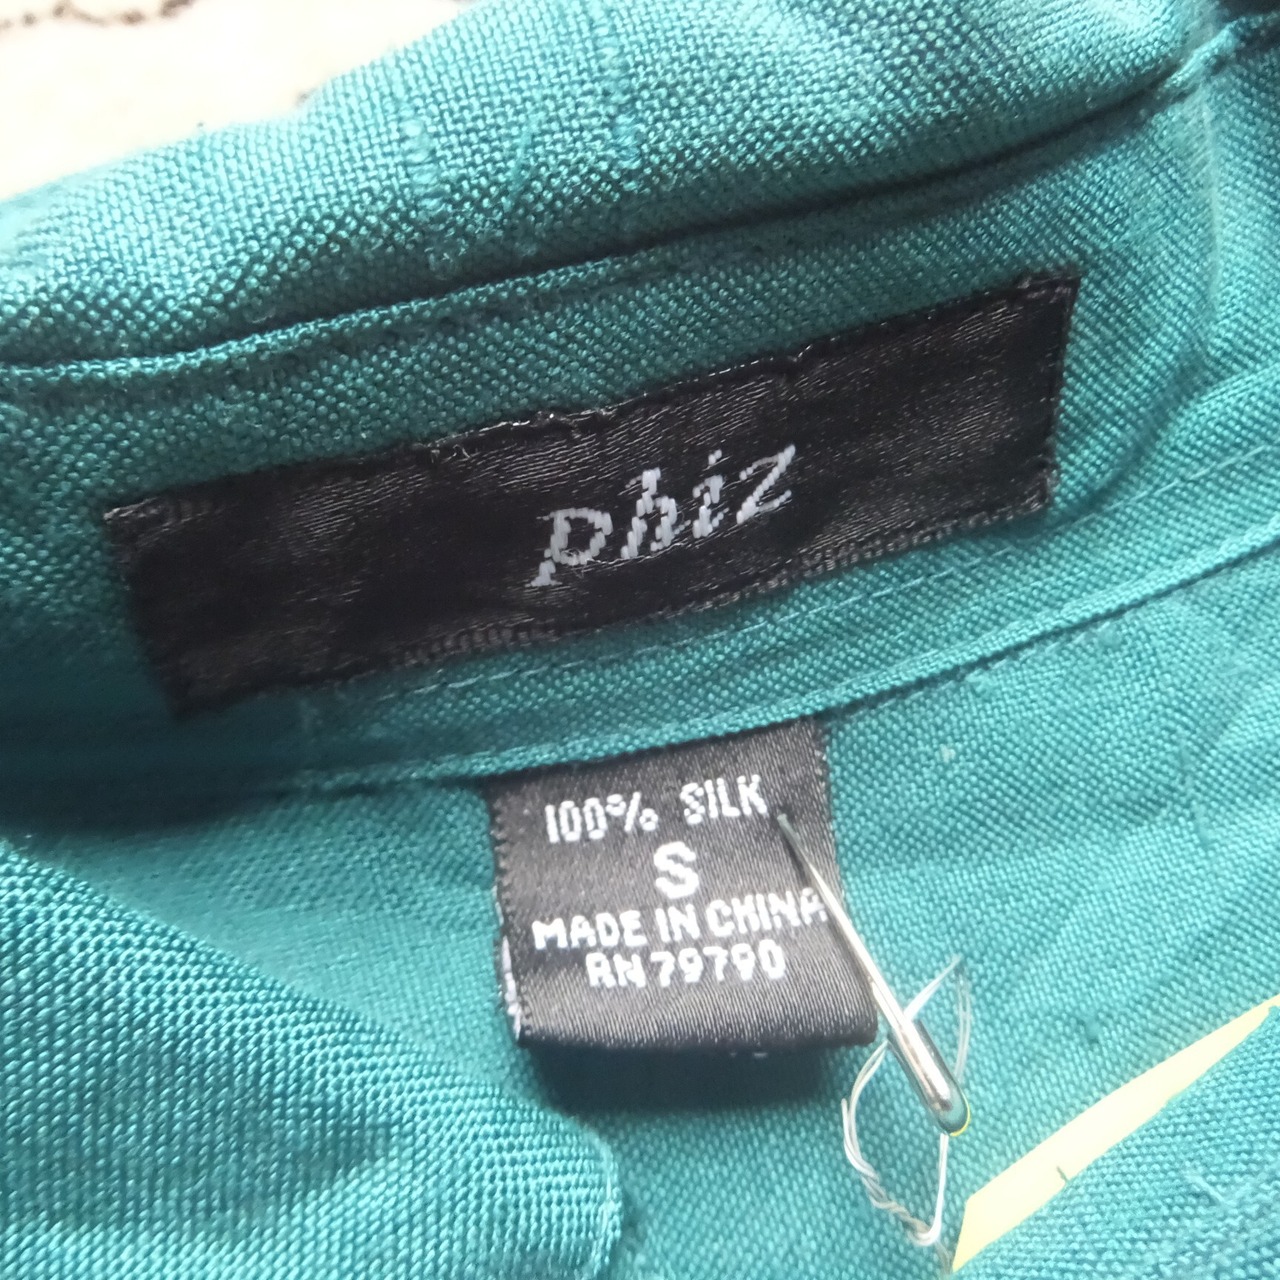 phiz
100% SILK
S
MADE IN CHINA
RN 79790